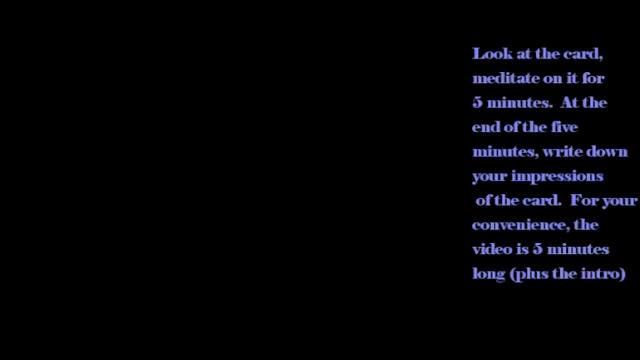 Look at the card,
meditate on it for
5 minutes.  At the
end of the five
minutes, write down
your impressions
of the card.  For your
convenience, the
video is 5 minutes
long (plus the intro)